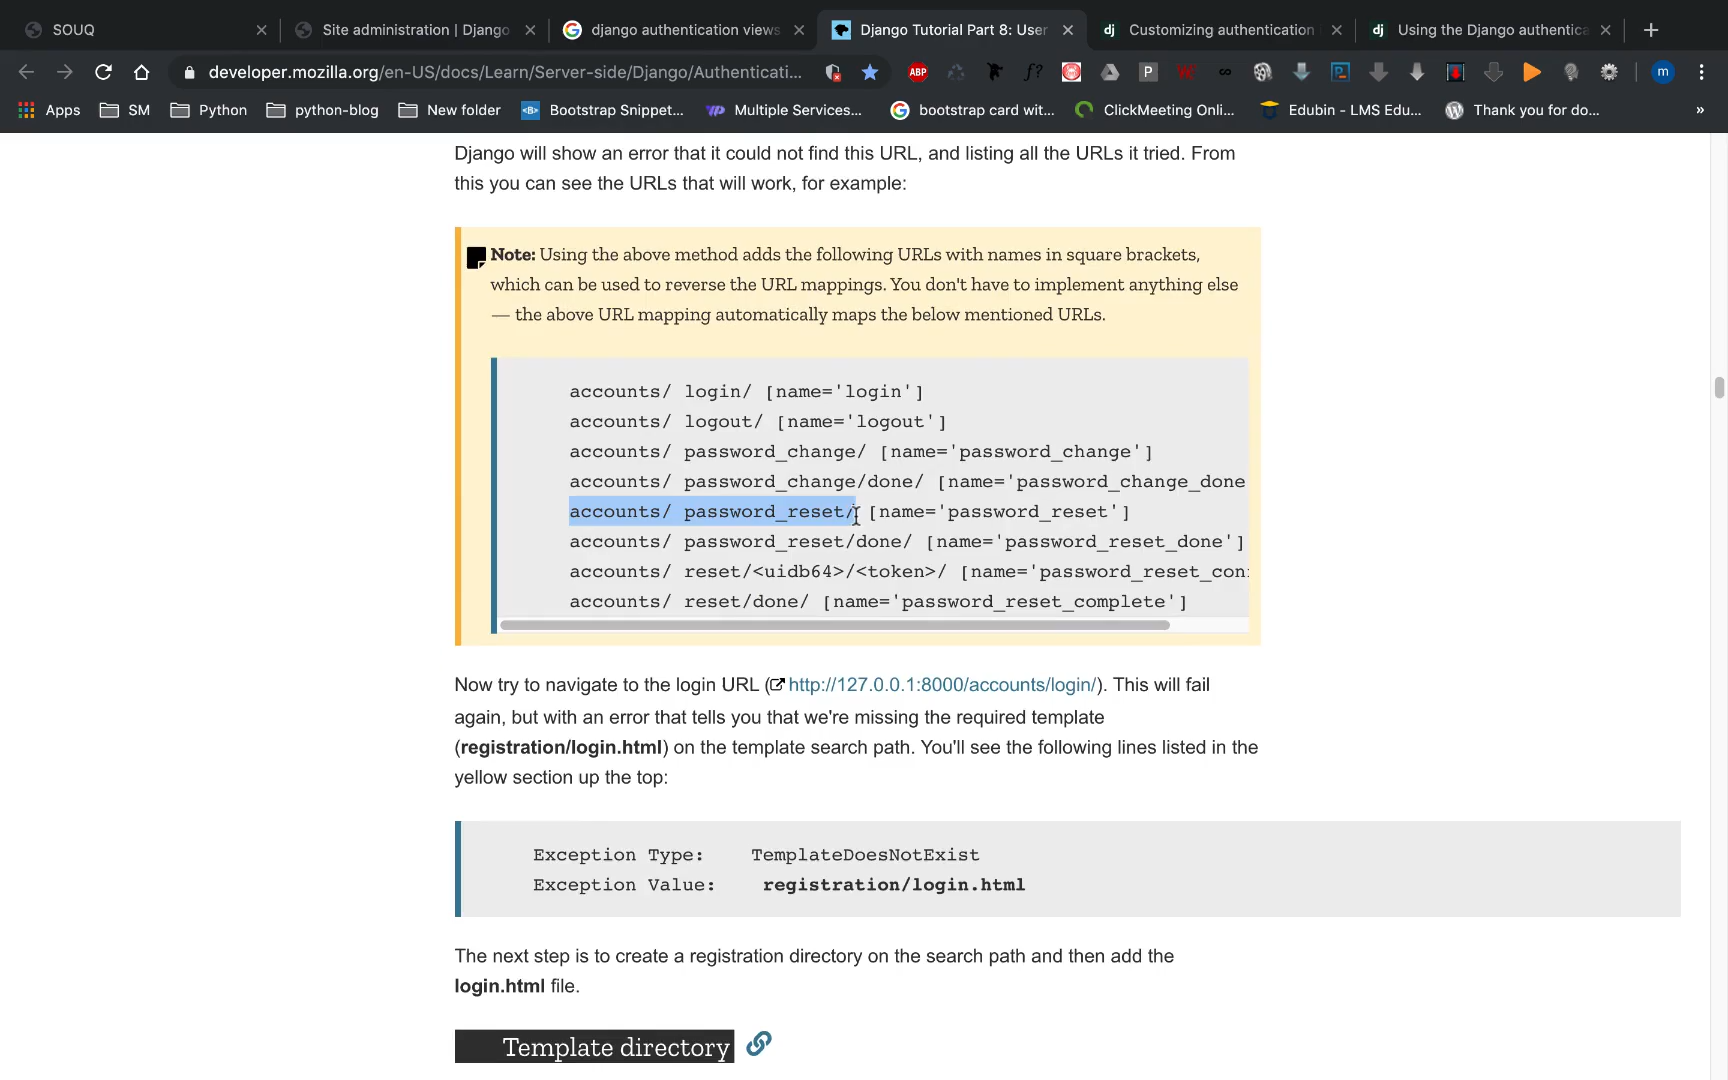 SOUQ
Site administration | Django
django authentication views
Django Tutorial Part 8: User
Customizing authentication
Using the Django authentica
developer.mozilla.org/en-US/docs/Learn/Server-side/Django/Authenticati...
ABP
f?
P
m
Apps
SM
Python
python-blog
New folder
Bootstrap Snippet...
Multiple Services...
bootstrap card wit...
ClickMeeting Onli...
Edubin - LMS Edu...
Thank you for do...
»
Django will show an error that it could not find this URL, and listing all the URLs it tried. From
this you can see the URLs that will work, for example:
Note: Using the above method adds the following URLs with names in square brackets,
which can be used to reverse the URL mappings. You don't have to implement anything else
— the above URL mapping automatically maps the below mentioned URLs.
accounts/ login/ [name='login']
accounts/ logout/ [name='logout']
accounts/ password_change/ [name='password_change']
accounts/ password_change/done/ [name='password_change_done
accounts/ password_reset/ [name='password_reset']
accounts/ password_reset/done/ [name='password_reset_done']
accounts/ reset/<uidb64>/<token>/ [name='password_reset_con
accounts/ reset/done/ [name='password_reset_complete']
Now try to navigate to the login URL (http://127.0.0.1:8000/accounts/login/). This will fail
again, but with an error that tells you that we're missing the required template
(registration/login.html) on the template search path. You'll see the following lines listed in the
yellow section up the top:
Exception Type:    TemplateDoesNotExist
Exception Value:    registration/login.html
The next step is to create a registration directory on the search path and then add the
login.html file.
Template directory